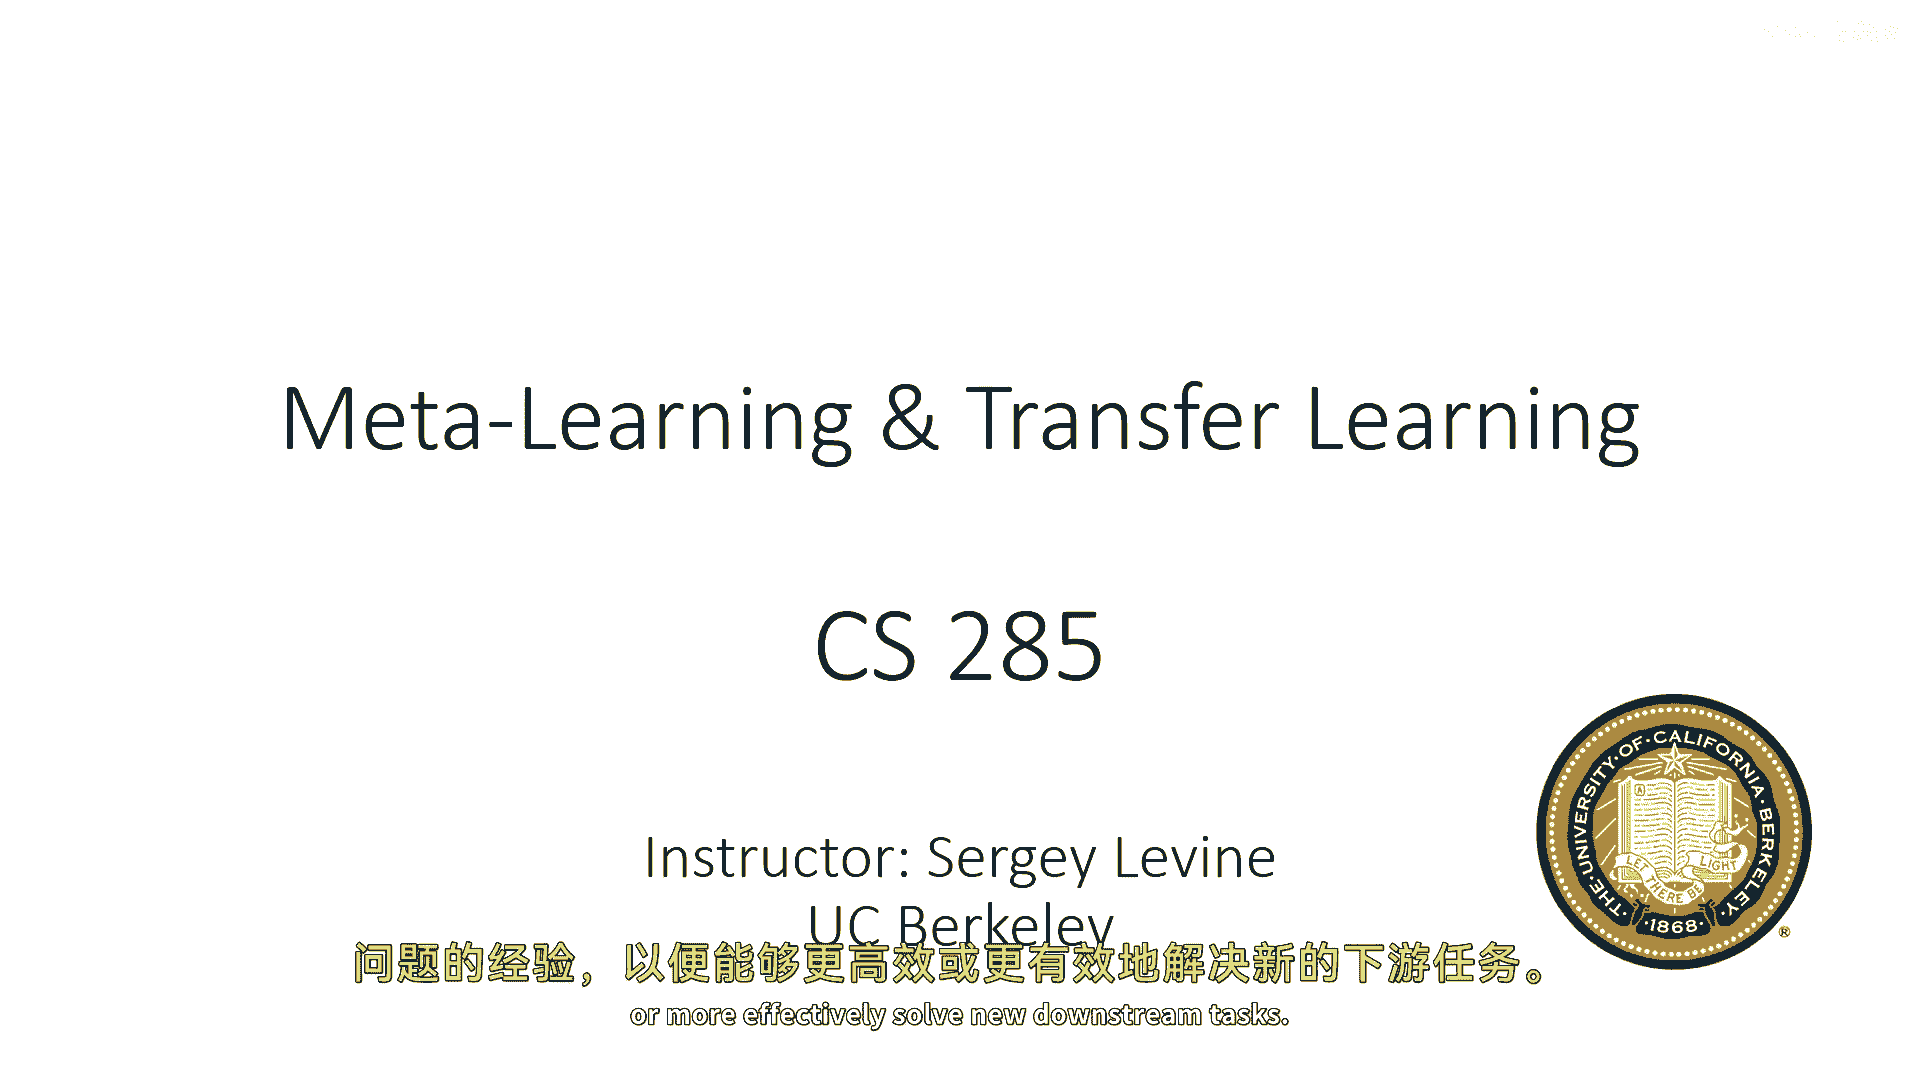 Meta-Learning & Transfer Learning
CS 285
Instructor: Sergey Levine
UC Berkeley
THE·UNIVERSITY·OF·CALIFORNIA·BERKELEY
A
LET THERE BE LIGHT
·1868·
®
问题的经验，以便能够更高效或更有效地解决新的下游任务。
or more effectively solve new downstream tasks.